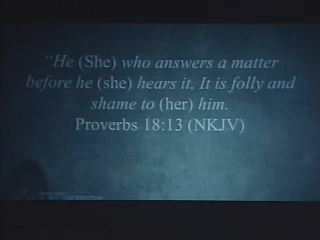 "He (She) who answers a matter
before he (she) hears it, It is folly and
shame to (her) him.
Proverbs 18:13 (NKJV)